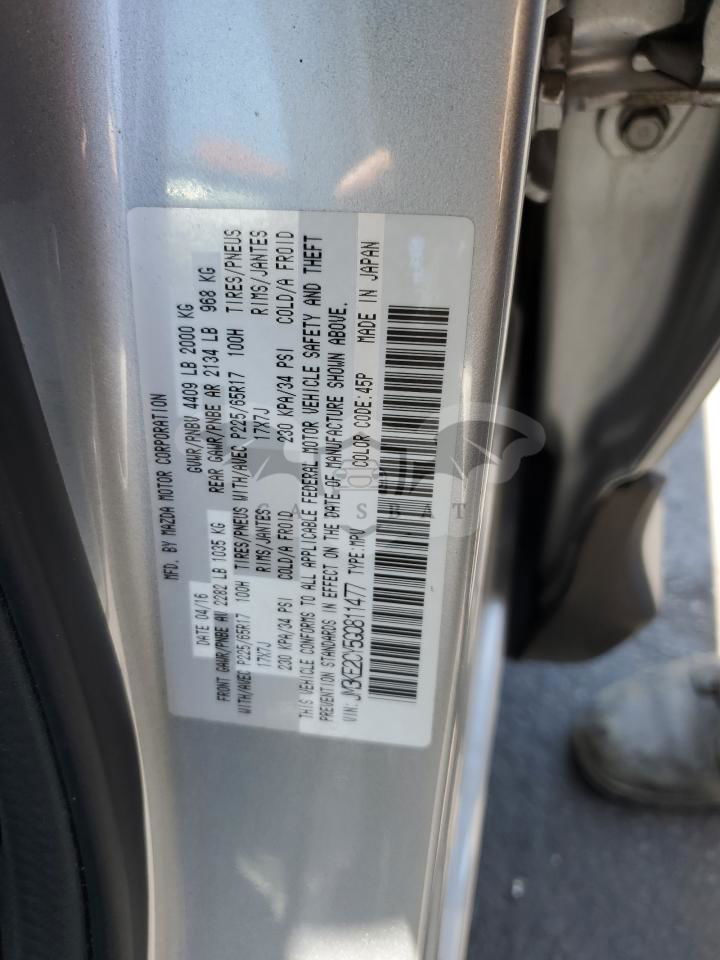 MFD. BY MAZDA MOTOR CORPORATION
DATE 04/16 GVWR/PNBV 4409 LB 2000 KG
FRONT GAWR/PNBE AV 2282 LB 1035 KG REAR GAWR/PNBE AR 2134 LB 968 KG
WITH/AVEC P225/65R17 100H TIRES/PNEUS WITH/AVEC P225/65R17 100H TIRES/PNEUS
17X7J RIMS/JANTES 17X7J RIMS/JANTES
230 KPA/34 PSI COLD/A FROID 230 KPA/34 PSI COLD/A FROID
THIS VEHICLE CONFORMS TO ALL APPLICABLE FEDERAL MOTOR VEHICLE SAFETY AND THEFT
PREVENTION STANDARDS IN EFFECT ON THE DATE OF MANUFACTURE SHOWN ABOVE.
VIN: JM3KE2CY5G0811477 TYPE:MPV COLOR CODE:45P MADE IN JAPAN